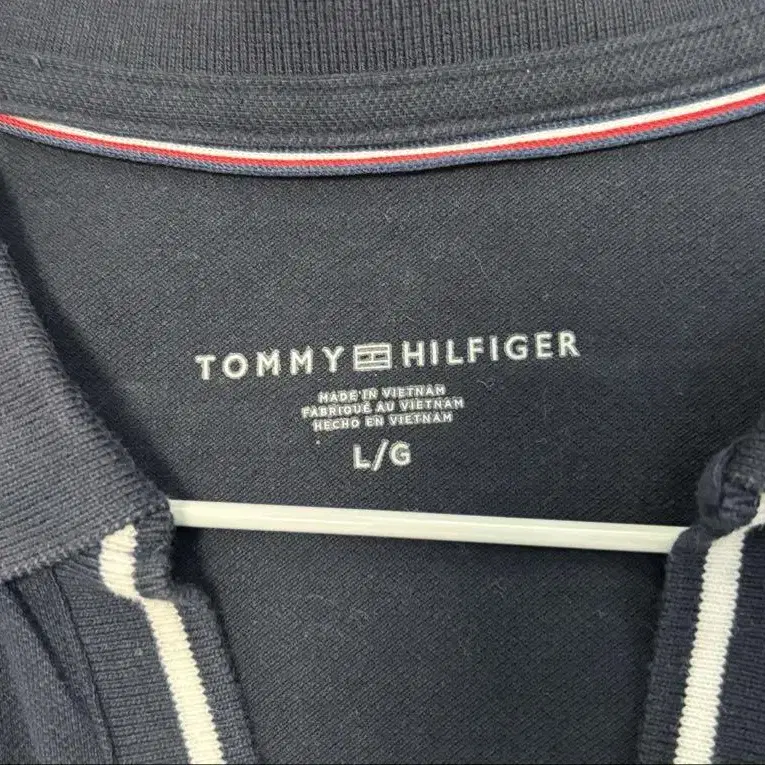 TOMMY HILFIGER
MADE IN VIETNAM
FABRIQUÉ AU VIETNAM
HECHO EN VIETNAM
L/G